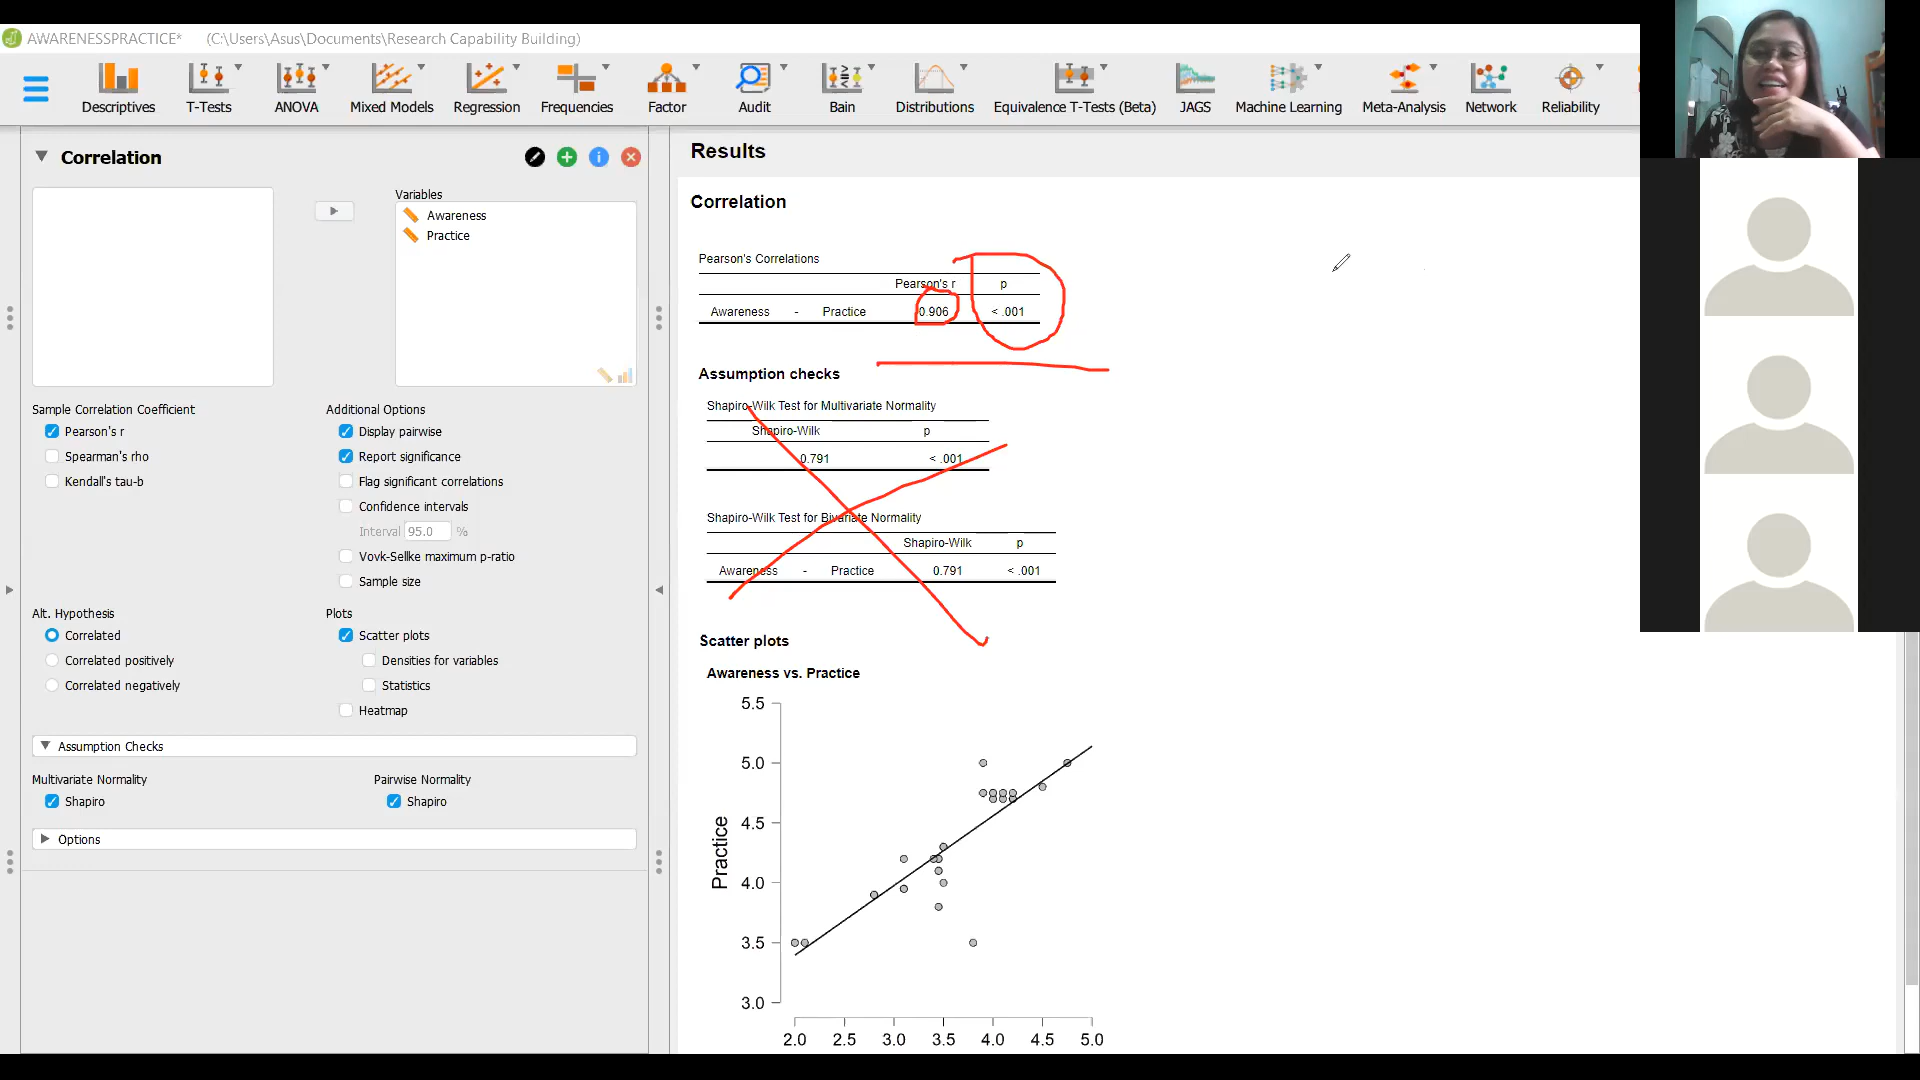 AWARENESSPRACTICE* (C:\Users\Asus\Documents\Research Capability Building)
Descriptives T-Tests ANOVA Mixed Models Regression Frequencies Factor Audit Bain Distributions Equivalence T-Tests (Beta) JAGS Machine Learning Meta-Analysis Network Reliability
Correlation
Variables
Awareness
Practice
Sample Correlation Coefficient
Pearson's r
Spearman's rho
Kendall's tau-b
Additional Options
Display pairwise
Report significance
Flag significant correlations
Confidence intervals
Interval 95.0 %
Vovk-Sellke maximum p-ratio
Sample size
Alt. Hypothesis
Correlated
Correlated positively
Correlated negatively
Plots
Scatter plots
Densities for variables
Statistics
Heatmap
Assumption Checks
Multivariate Normality
Shapiro
Pairwise Normality
Shapiro
Options
Results
Correlation
Pearson's Correlations
Pearson's r p
Awareness - Practice 0.906 < .001
Assumption checks
Shapiro-Wilk Test for Multivariate Normality
Shapiro-Wilk p
0.791 < .001
Shapiro-Wilk Test for Bivariate Normality
Shapiro-Wilk p
Awareness - Practice 0.791 < .001
Scatter plots
Awareness vs. Practice
5.5
5.0
4.5
4.0
3.5
3.0
Practice
2.0 2.5 3.0 3.5 4.0 4.5 5.0